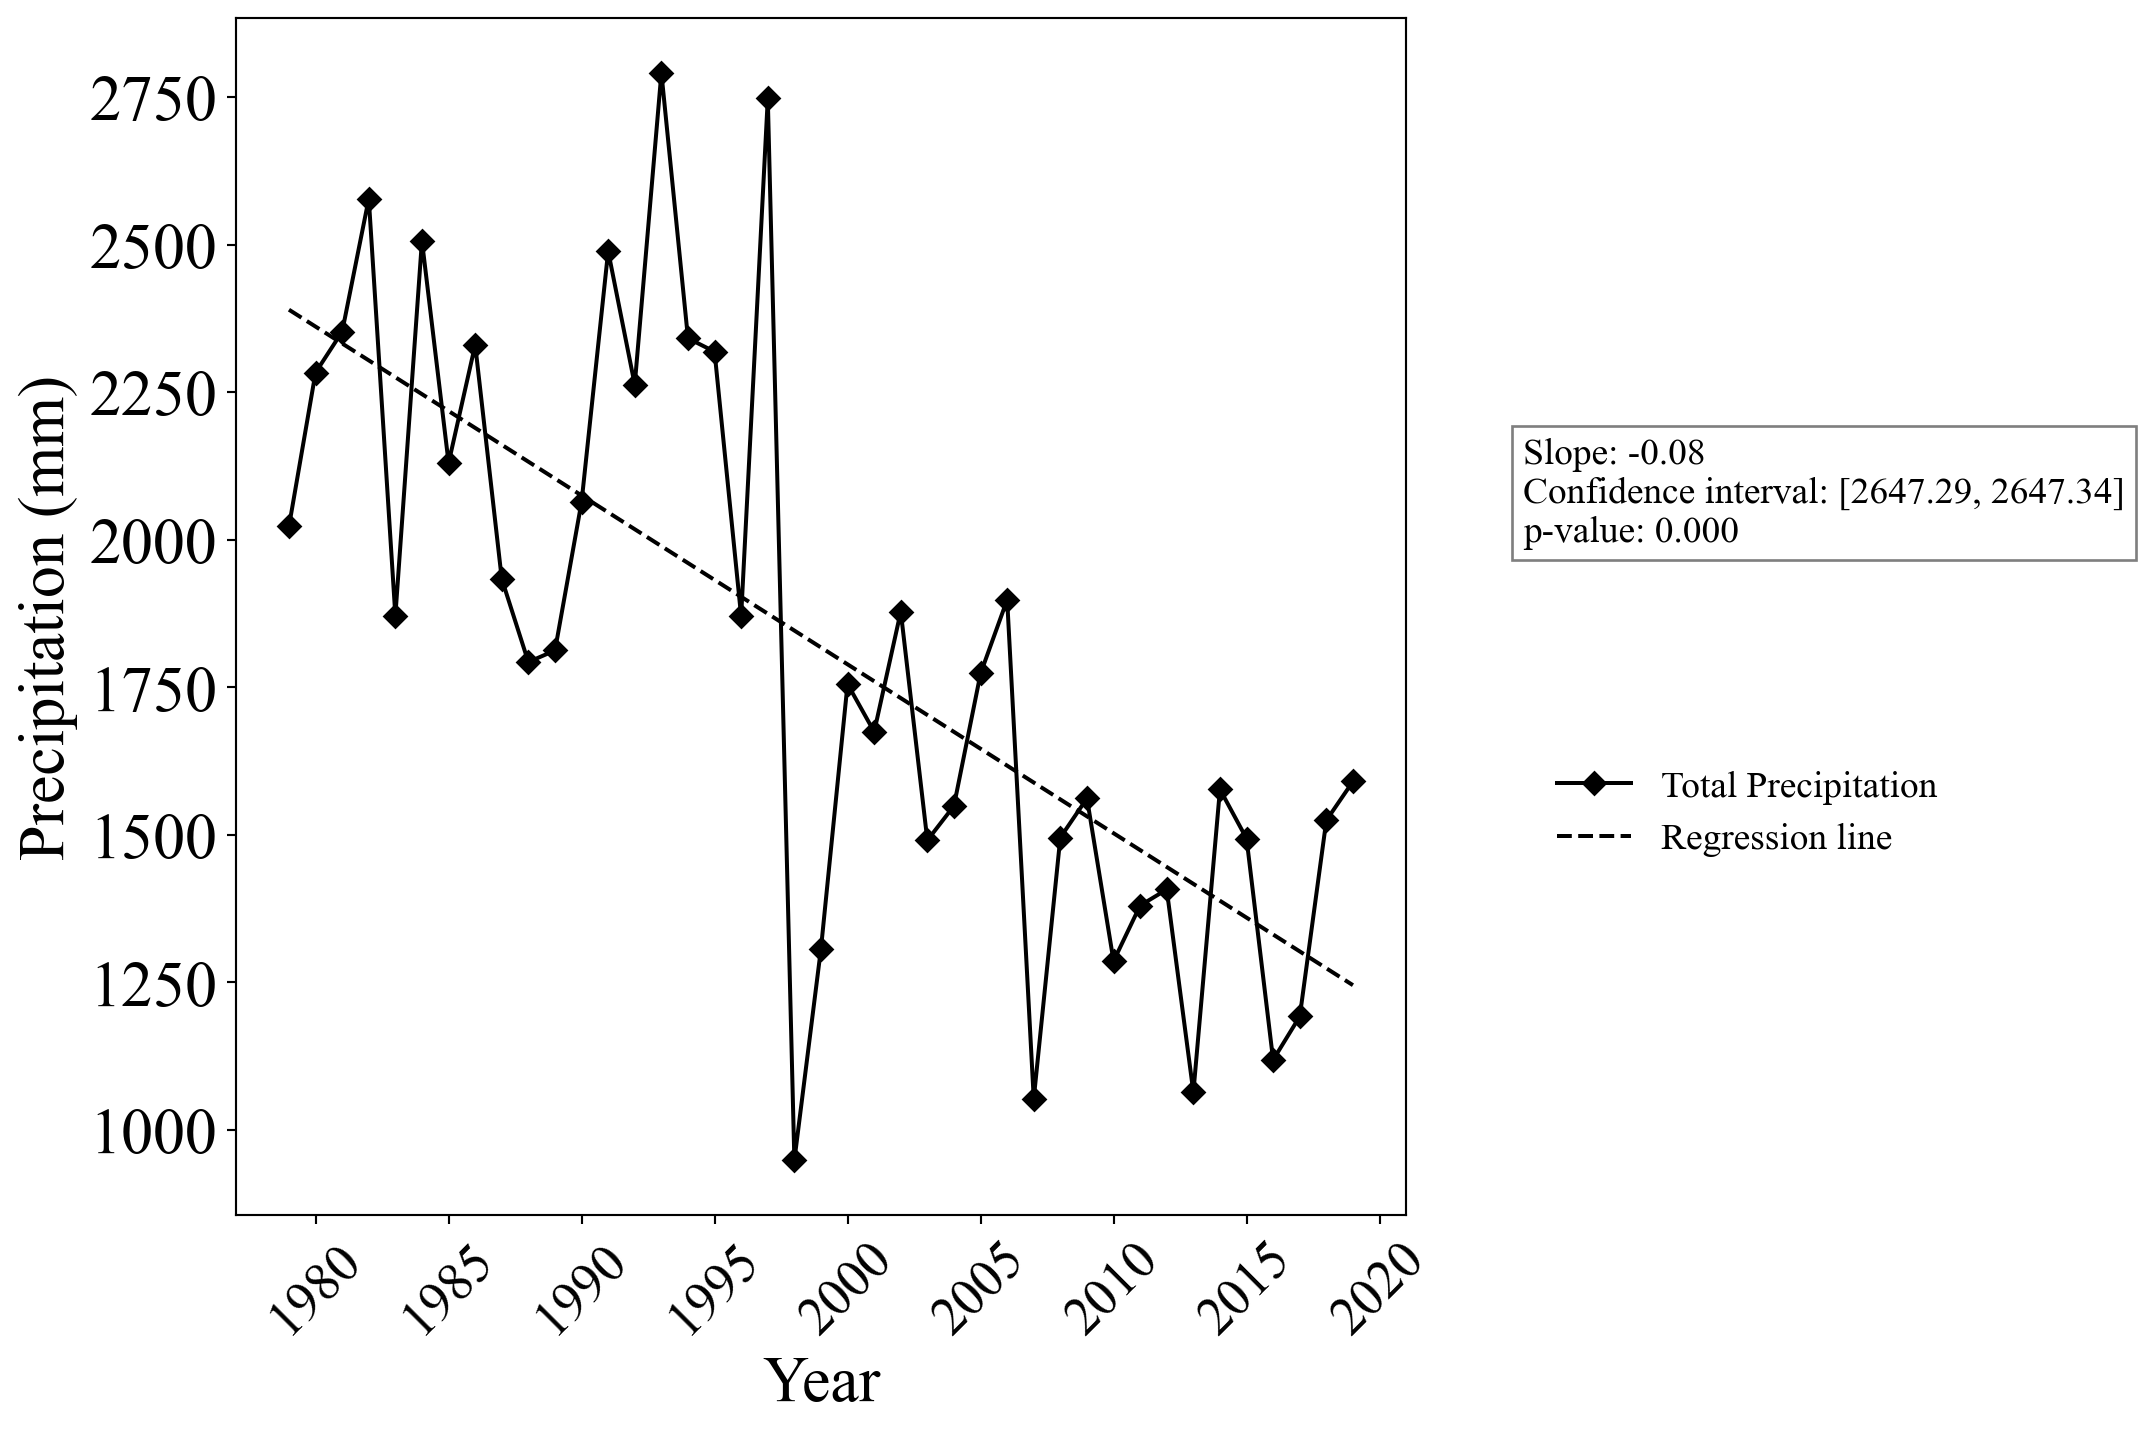 Precipitation (mm)
2750
2500
2250
2000
1750
1500
1250
1000
1980
1985
1990
1995
2000
2005
2010
2015
2020
Year
Slope: -0.08
Confidence interval: [2647.29, 2647.34]
p-value: 0.000
Total Precipitation
Regression line